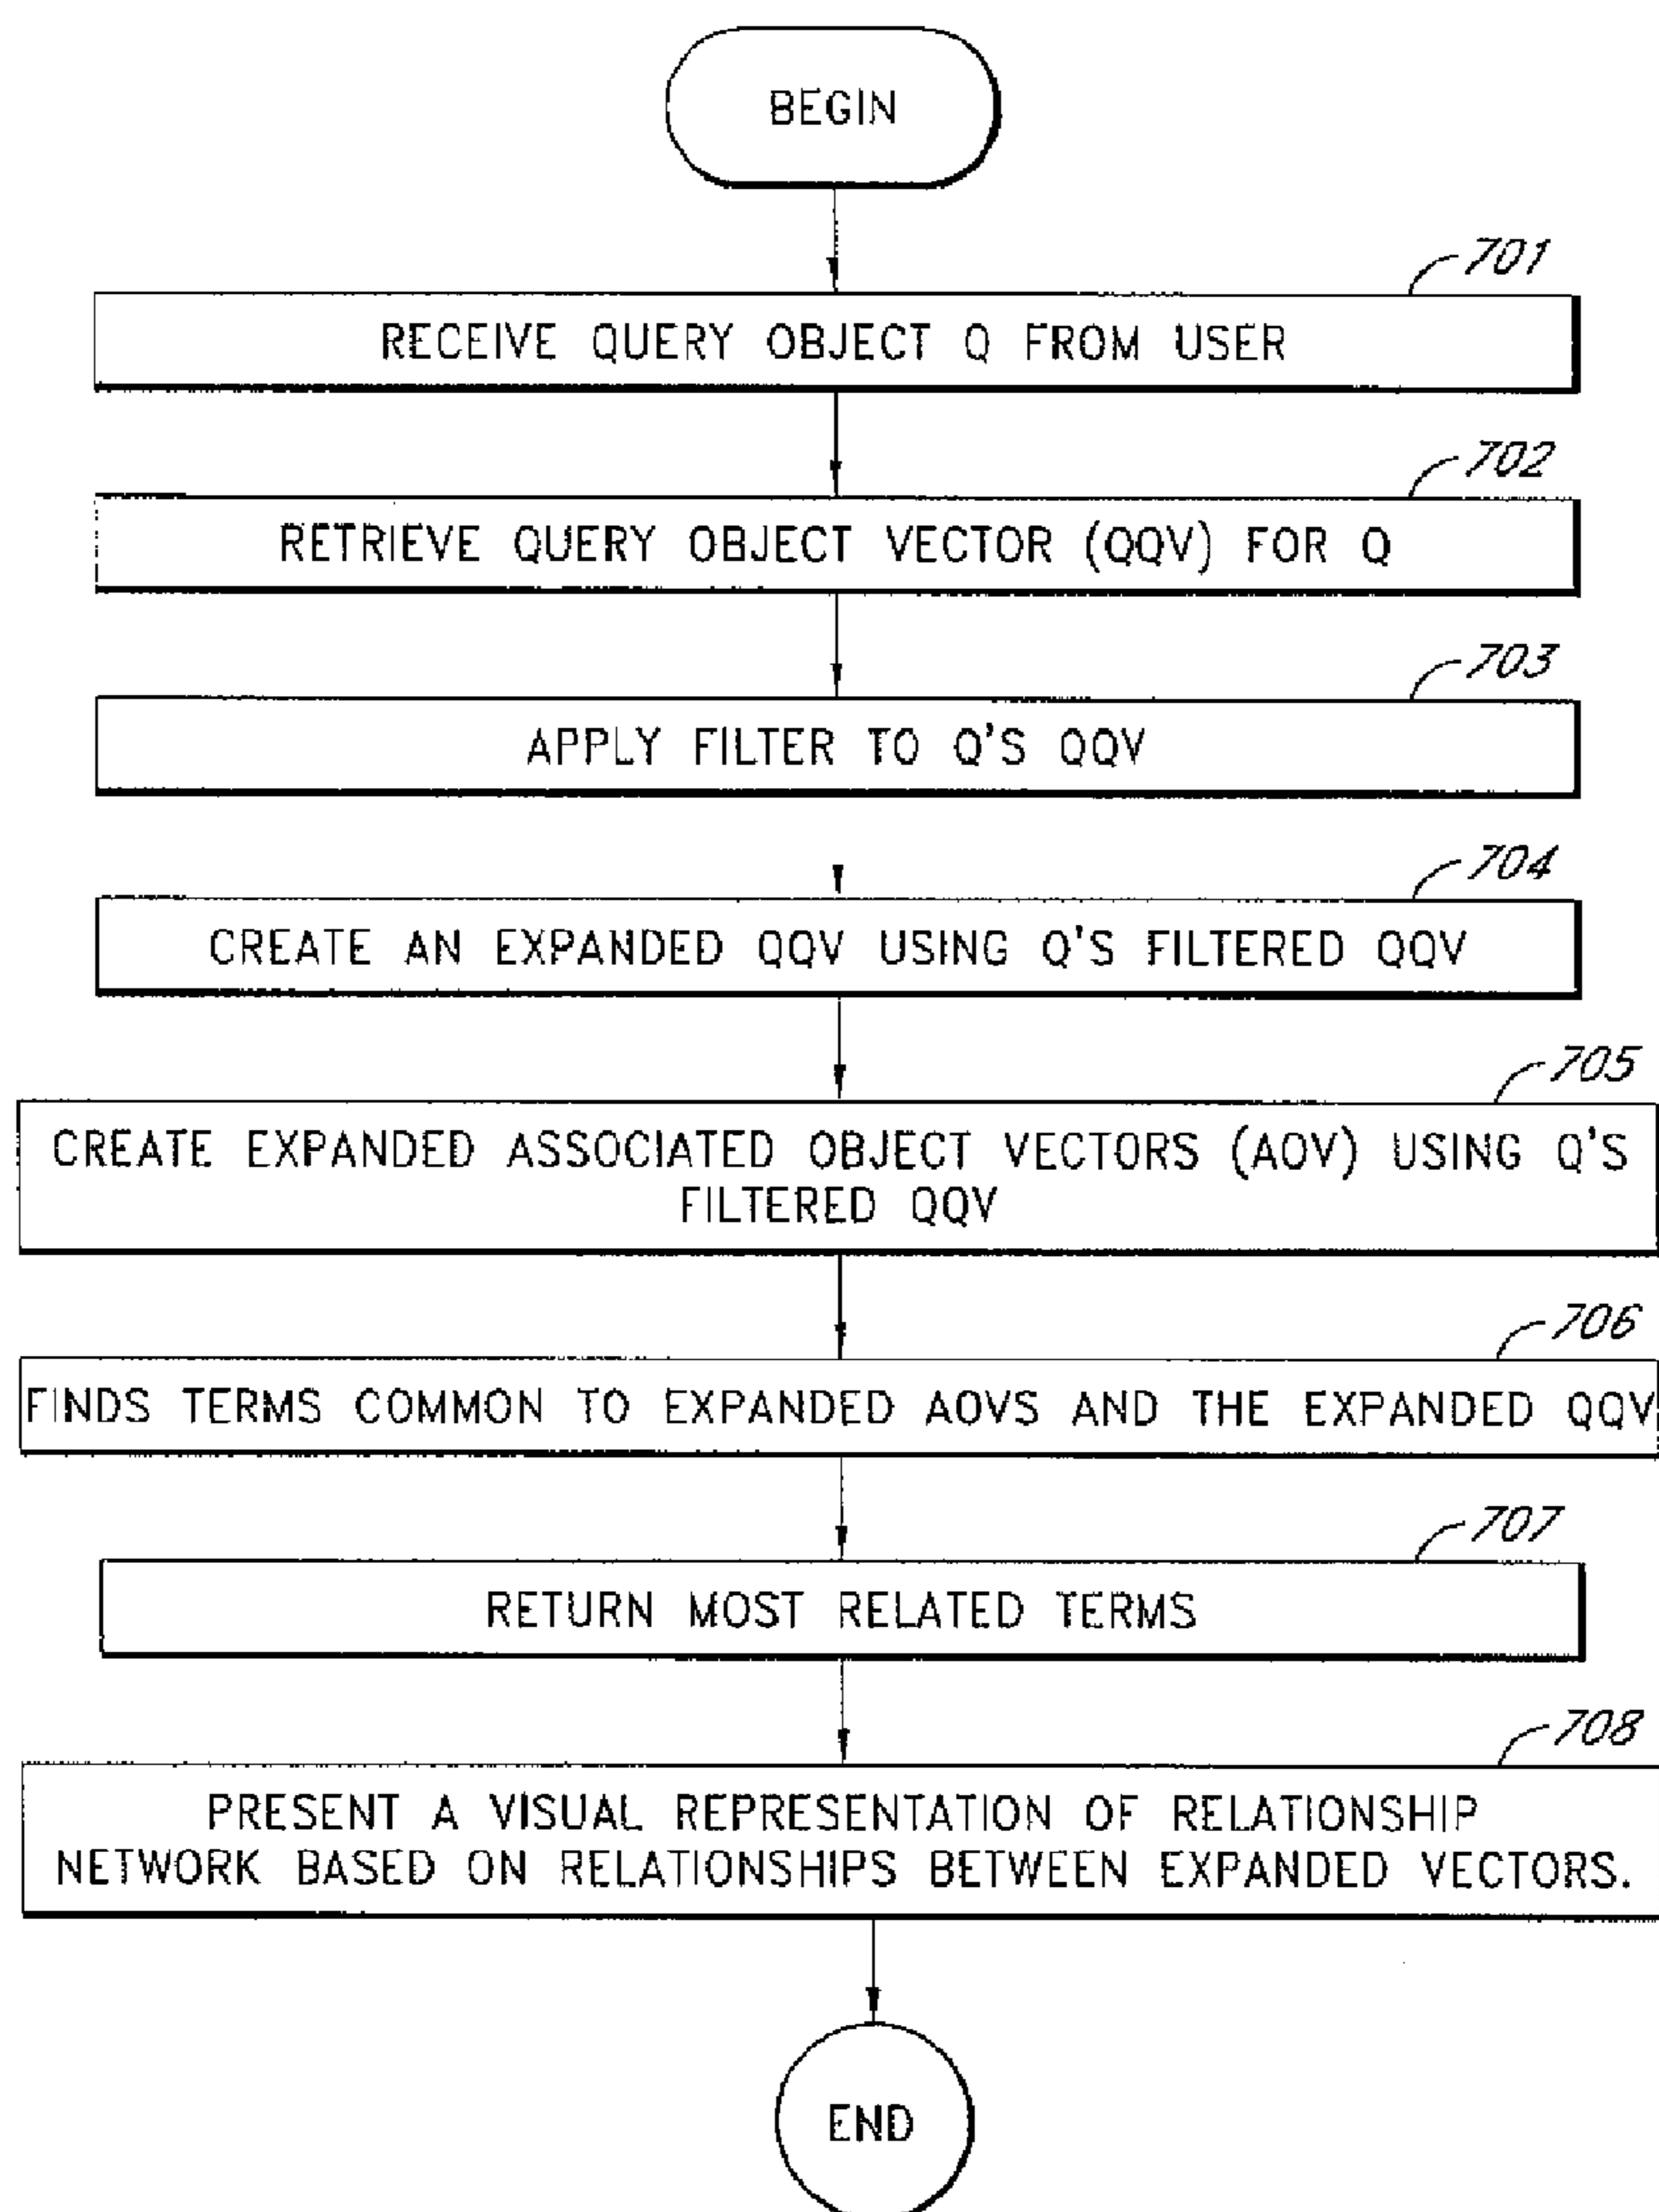 BEGIN
701
RECEIVE QUERY OBJECT Q FROM USER
702
RETRIEVE QUERY OBJECT VECTOR (QQV) FOR Q
703
APPLY FILTER TO Q'S QQV
704
CREATE AN EXPANDED QQV USING Q'S FILTERED QQV
705
CREATE EXPANDED ASSOCIATED OBJECT VECTORS (AOV) USING Q'S
FILTERED QQV
706
FINDS TERMS COMMON TO EXPANDED AOVS AND THE EXPANDED QQV
707
RETURN MOST RELATED TERMS
708
PRESENT A VISUAL REPRESENTATION OF RELATIONSHIP
NETWORK BASED ON RELATIONSHIPS BETWEEN EXPANDED VECTORS.
END